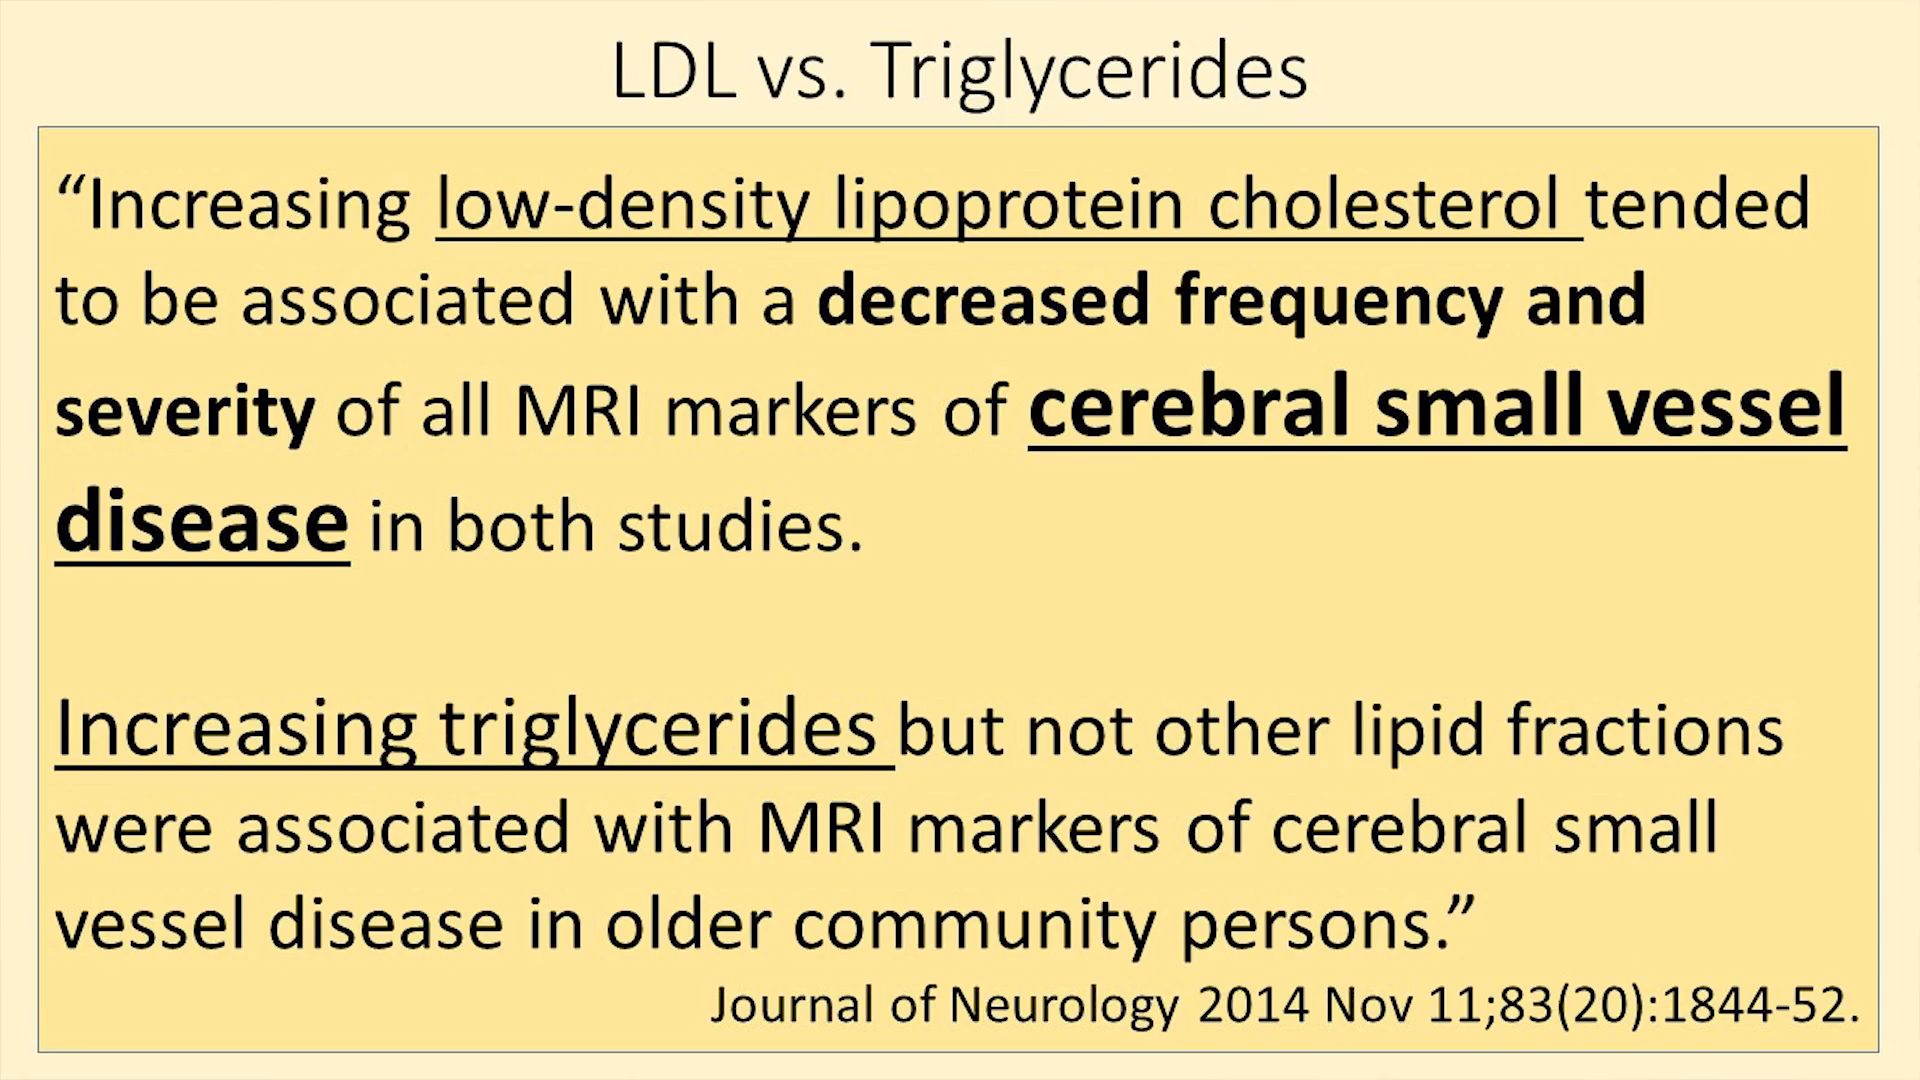 LDL vs. Triglycerides
“Increasing low-density lipoprotein cholesterol tended
to be associated with a decreased frequency and
severity of all MRI markers of cerebral small vessel
disease in both studies.
Increasing triglycerides but not other lipid fractions
were associated with MRI markers of cerebral small
vessel disease in older community persons.”
Journal of Neurology 2014 Nov 11;83(20):1844-52.